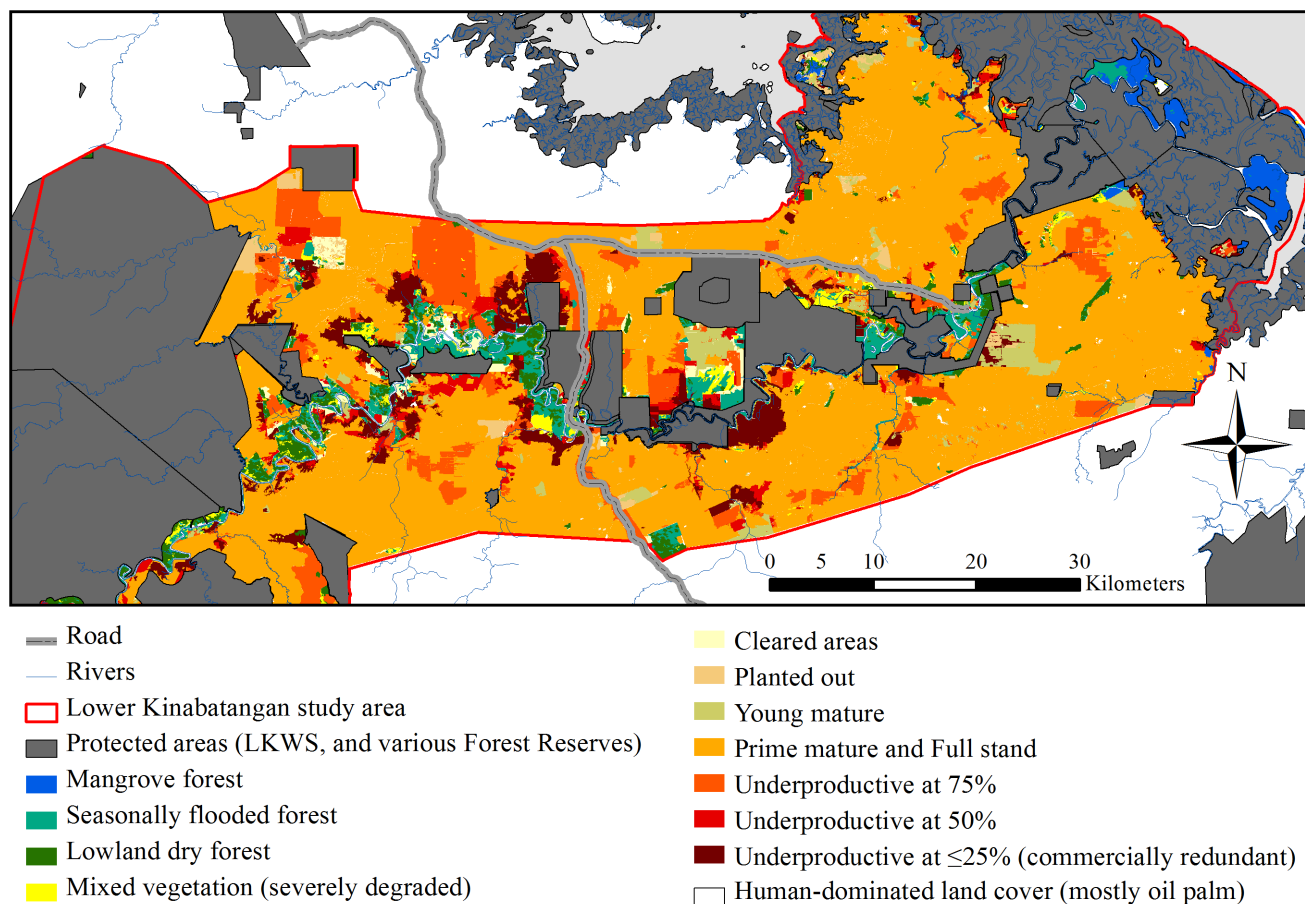 N
0 5 10 20 30
Kilometers
Road
Rivers
Lower Kinabatangan study area
Protected areas (LKWS, and various Forest Reserves)
Mangrove forest
Seasonally flooded forest
Lowland dry forest
Mixed vegetation (severely degraded)
Cleared areas
Planted out
Young mature
Prime mature and Full stand
Underproductive at 75%
Underproductive at 50%
Underproductive at ≤25% (commercially redundant)
Human-dominated land cover (mostly oil palm)